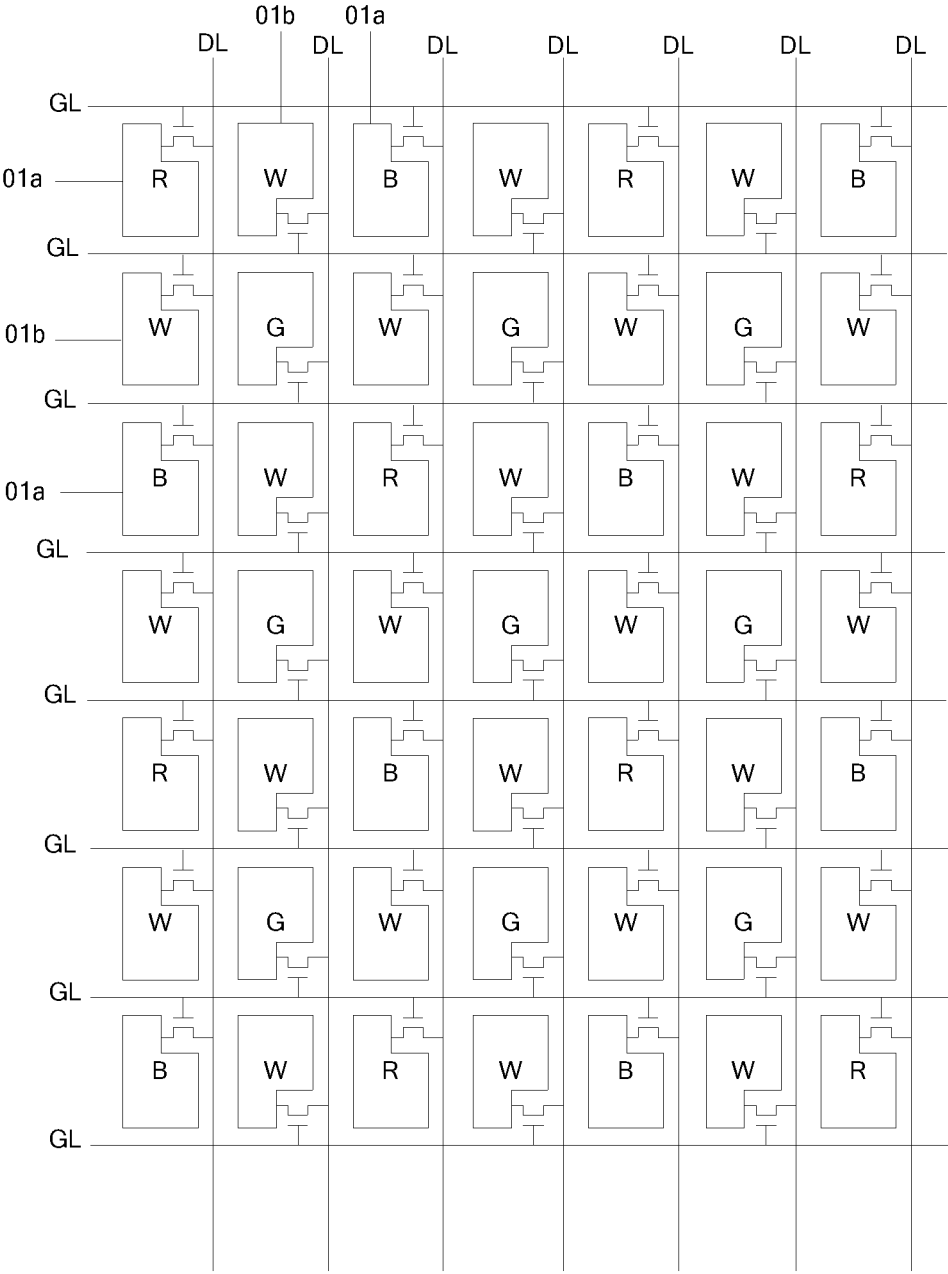 01b 01a
DL DL DL DL DL DL DL
GL
01a R W B W R W B
GL
01b W G W G W G W
GL
01a B W R W B W R
GL
W G W G W G W
GL
R W B W R W B
GL
W G W G W G W
GL
B W R W B W R
GL